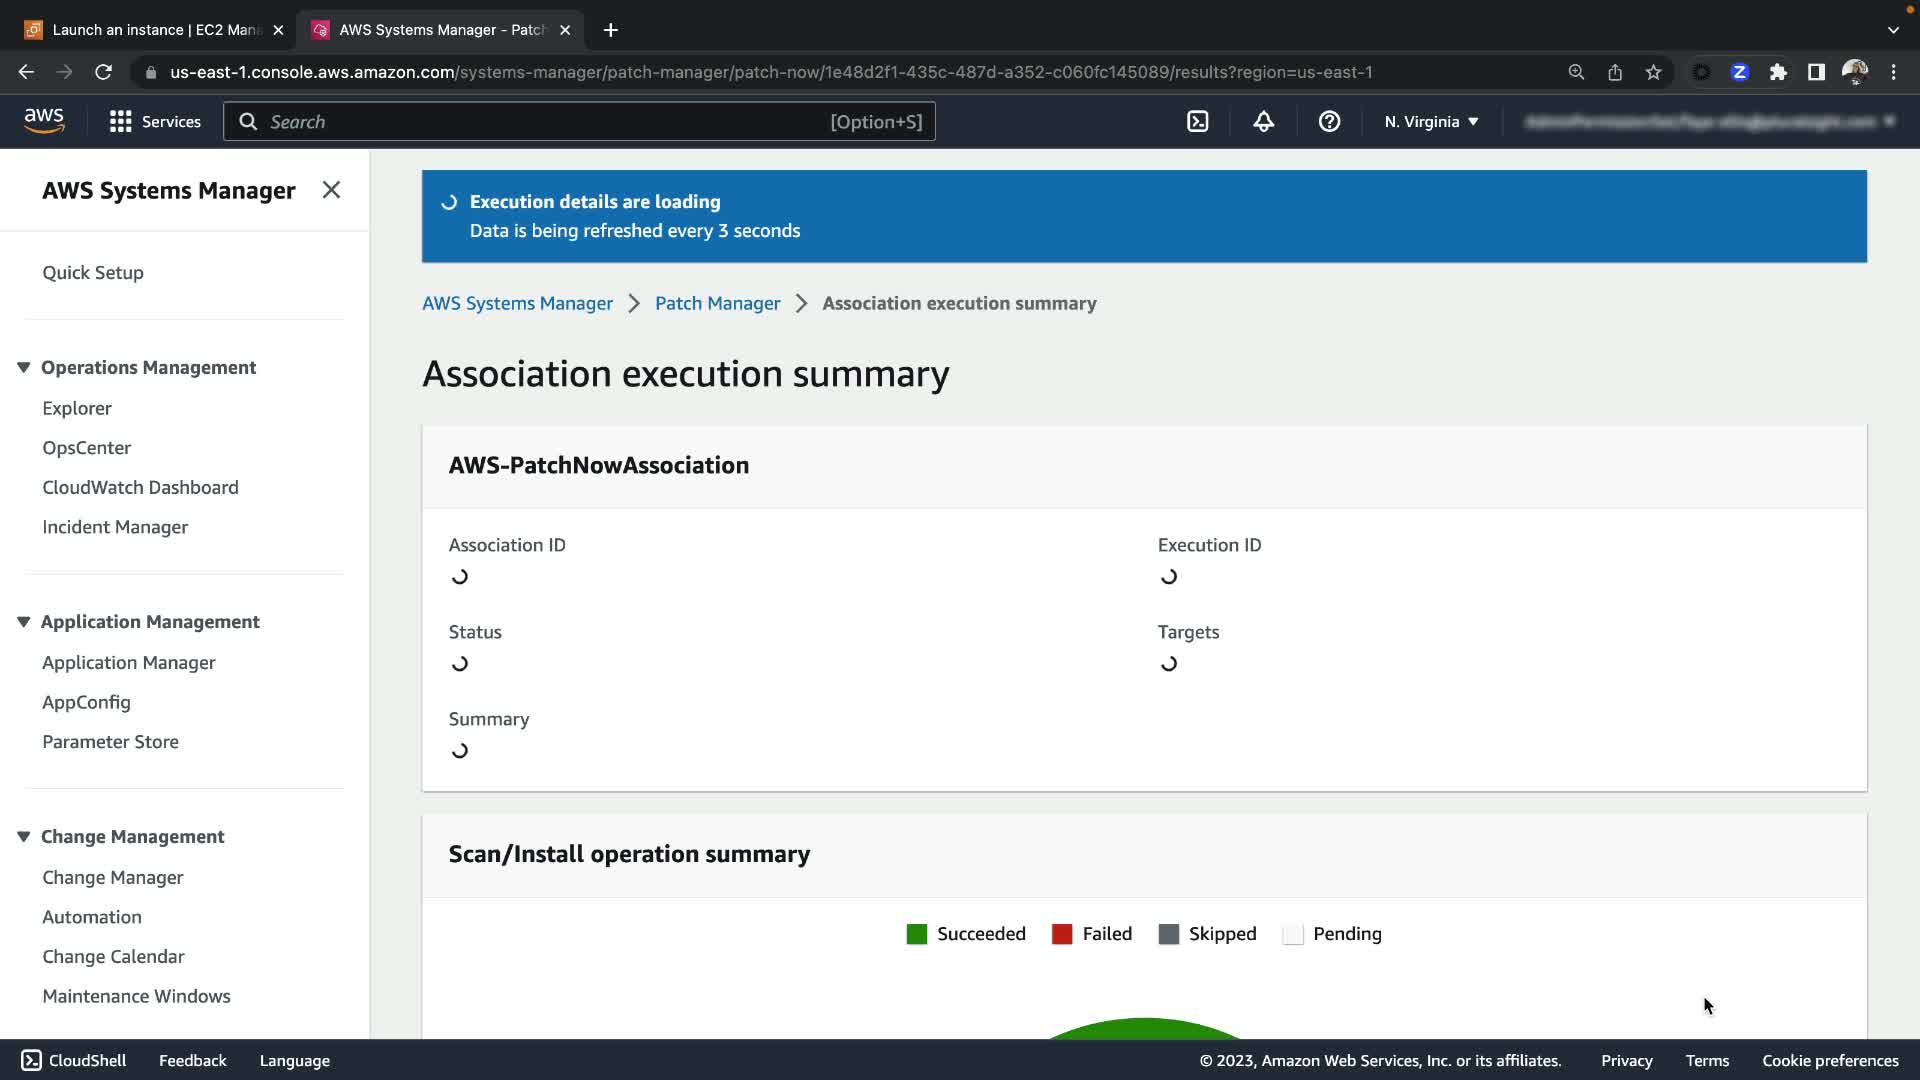 Launch an instance | EC2 Mana
AWS Systems Manager - Patch
us-east-1.console.aws.amazon.com/systems-manager/patch-manager/patch-now/1e48d2f1-435c-487d-a352-c060fc145089/results?region=us-east-1
aws
Services
Search
[Option+S]
N. Virginia
AWS Systems Manager
Quick Setup
Operations Management
Explorer
OpsCenter
CloudWatch Dashboard
Incident Manager
Application Management
Application Manager
AppConfig
Parameter Store
Change Management
Change Manager
Automation
Change Calendar
Maintenance Windows
Execution details are loading
Data is being refreshed every 3 seconds
AWS Systems Manager > Patch Manager > Association execution summary
Association execution summary
AWS-PatchNowAssociation
Association ID
Execution ID
Status
Targets
Summary
Scan/Install operation summary
Succeeded
Failed
Skipped
Pending
CloudShell
Feedback
Language
© 2023, Amazon Web Services, Inc. or its affiliates.
Privacy
Terms
Cookie preferences